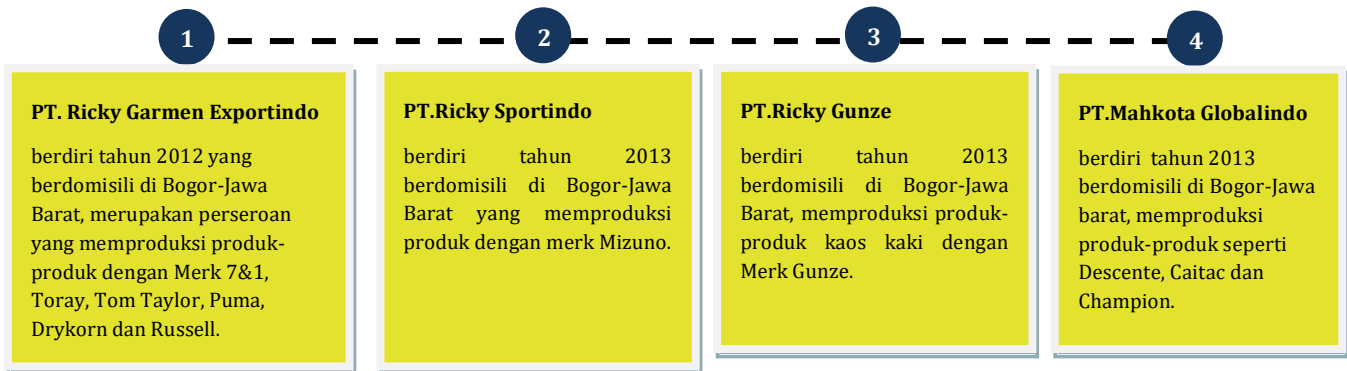 1
2
3
4
PT. Ricky Garmen Exportindo
berdiri tahun 2012 yang
berdomisili di Bogor-Jawa
Barat, merupakan perseroan
yang memproduksi produk-
produk dengan Merk 7&1,
Toray, Tom Taylor, Puma,
Drykorn dan Russell.
PT.Ricky Sportindo
berdiri tahun 2013
berdomisili di Bogor-Jawa
Barat yang memproduksi
produk dengan merk Mizuno.
PT.Ricky Gunze
berdiri tahun 2013
berdomisili di Bogor-Jawa
Barat, memproduksi produk-
produk kaos kaki dengan
Merk Gunze.
PT.Mahkota Globalindo
berdiri tahun 2013
berdomisili di Bogor-Jawa
barat, memproduksi
produk-produk seperti
Descente, Caitac dan
Champion.